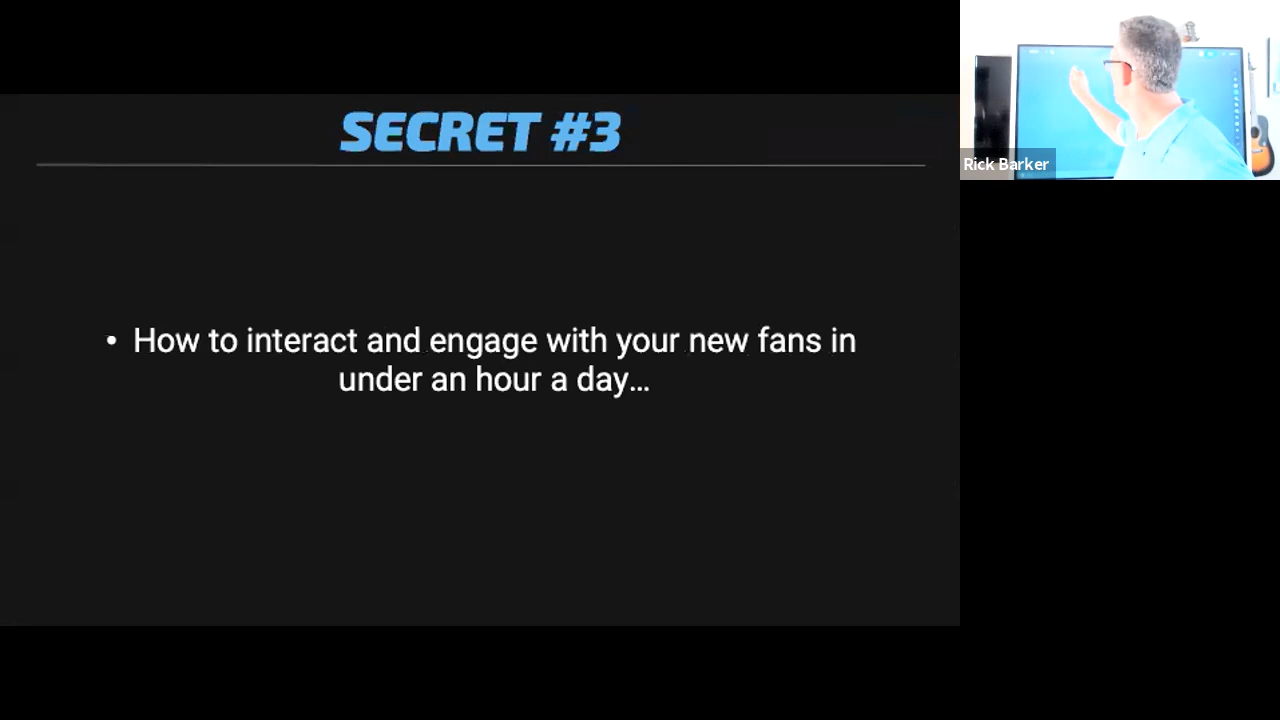 SECRET #3
• How to interact and engage with your new fans in
under an hour a day...
Rick Barker